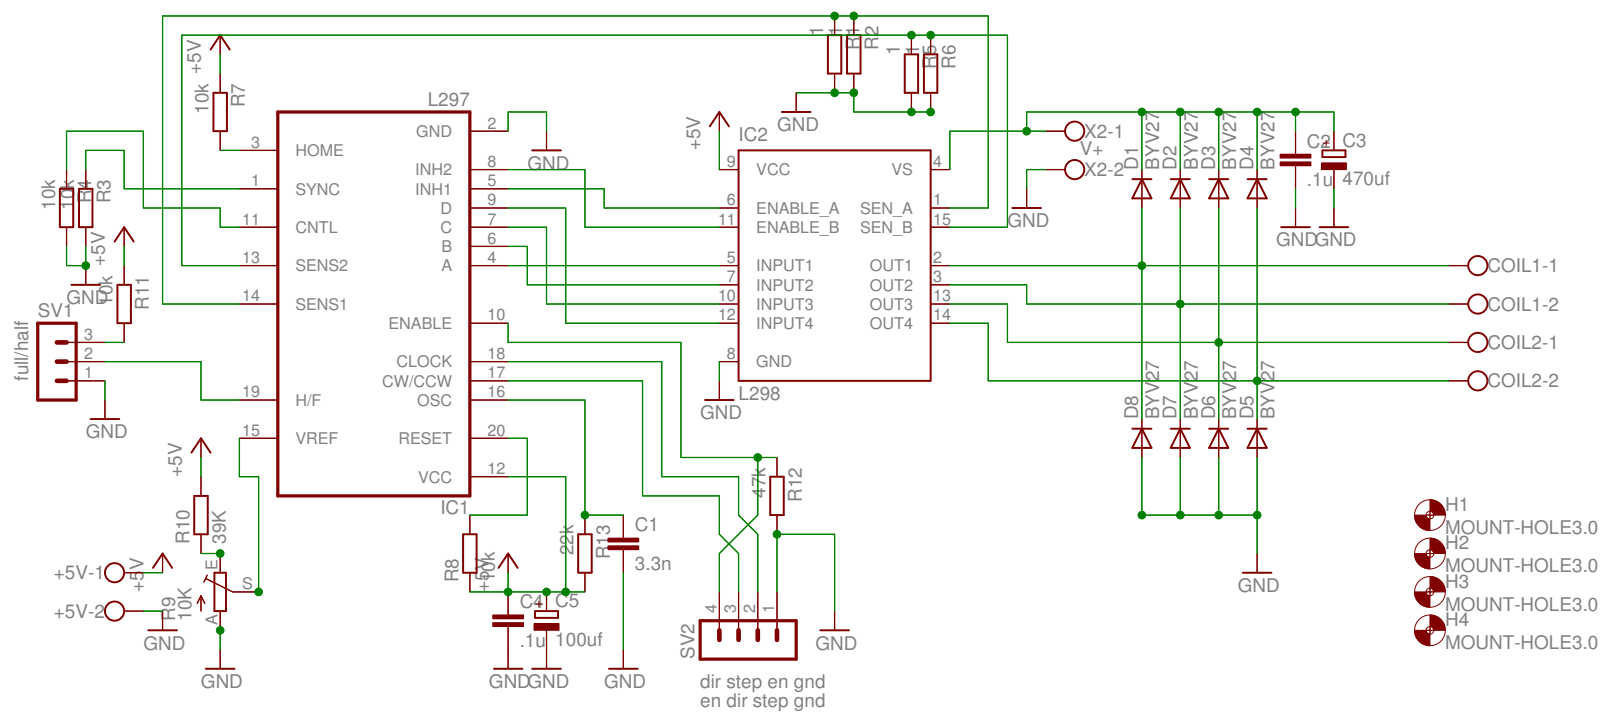 1
R1
R2
1
R5
R6
+5V
10k
R7
L297
IC1
3 HOME
1 SYNC
11 CNTL
13 SENS2
14 SENS1
19 H/F
15 VREF
GND 2
INH2 8
INH1 5
D 9
C 7
B 6
A 4
ENABLE 10
CLOCK 18
CW/CCW 17
OSC 16
RESET 20
VCC 12
GND
GND
+5V
IC2
L298
9 VCC
6 ENABLE_A
11 ENABLE_B
5 INPUT1
7 INPUT2
10 INPUT3
12 INPUT4
8 GND
VS 4
SEN_A 1
SEN_B 15
OUT1 2
OUT2 3
OUT3 13
OUT4 14
GND
X2-1
V+
X2-2
GND
D1
BYV27
D2
BYV27
D3
BYV27
D4
BYV27
C2
.1u
C3
470uf
GND
GND
COIL1-1
COIL1-2
COIL2-1
COIL2-2
D8
BYV27
D7
BYV27
D6
BYV27
D5
BYV27
GND
10k
10k
R4
R3
GND
+5V
10k
R11
SV1
full/half
3
2
1
GND
+5V
R10
39K
+5V-1
+5V
+5V-2
GND
R9
10K
E
S
A
GND
R8
10k
+5V
C4
.1u
C5
+
100uf
GND
GND
22k
R13
C1
3.3n
GND
47k
R12
SV2
4
3
2
1
GND
dir step en gnd
en dir step gnd
H1
MOUNT-HOLE3.0
H2
MOUNT-HOLE3.0
H3
MOUNT-HOLE3.0
H4
MOUNT-HOLE3.0